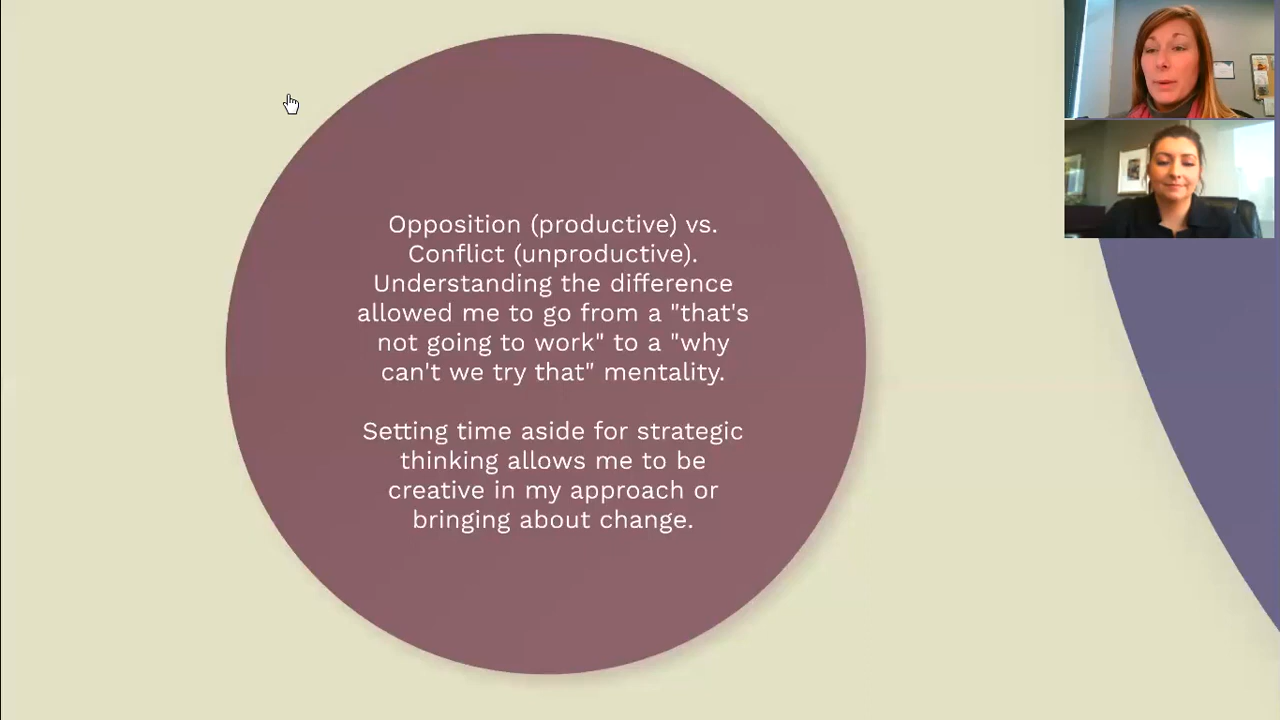 Opposition (productive) vs.
Conflict (unproductive).
Understanding the difference
allowed me to go from a "that's
not going to work" to a "why
can't we try that" mentality.
Setting time aside for strategic
thinking allows me to be
creative in my approach or
bringing about change.